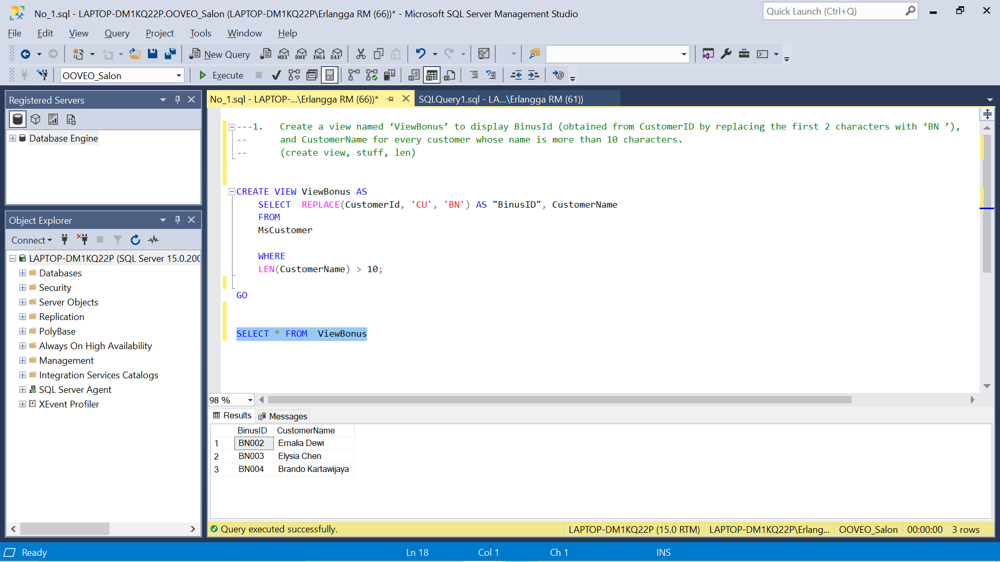 No_1.sql - LAPTOP-DM1KQ22P.OOVEO_Salon (LAPTOP-DM1KQ22P\Erlangga RM (66))* - Microsoft SQL Server Management Studio
Quick Launch (Ctrl+Q)
File Edit View Query Project Tools Window Help
New Query MDX DMX XMLA DAX
OOVEO_Salon Execute
Registered Servers
Database Engine
Object Explorer
Connect
LAPTOP-DM1KQ22P (SQL Server 15.0.200
Databases
Security
Server Objects
Replication
PolyBase
Always On High Availability
Management
Integration Services Catalogs
SQL Server Agent
XEvent Profiler
No_1.sql - LAPTOP-...\Erlangga RM (66))* SQLQuery1.sql - LA...\Erlangga RM (61))
---1. Create a view named ‘ViewBonus’ to display BinusId (obtained from CustomerID by replacing the first 2 characters with ‘BN ’),
-- and CustomerName for every customer whose name is more than 10 characters.
-- (create view, stuff, len)
CREATE VIEW ViewBonus AS
SELECT REPLACE(CustomerId, 'CU', 'BN') AS "BinusID", CustomerName
FROM
MsCustomer
WHERE
LEN(CustomerName) > 10;
GO
SELECT * FROM ViewBonus
98 %
Results Messages
BinusID CustomerName
1 BN002 Ernalia Dewi
2 BN003 Elysia Chen
3 BN004 Brando Kartawijaya
Query executed successfully. LAPTOP-DM1KQ22P (15.0 RTM) LAPTOP-DM1KQ22P\Erlang... OOVEO_Salon 00:00:00 3 rows
Ready Ln 18 Col 1 Ch 1 INS